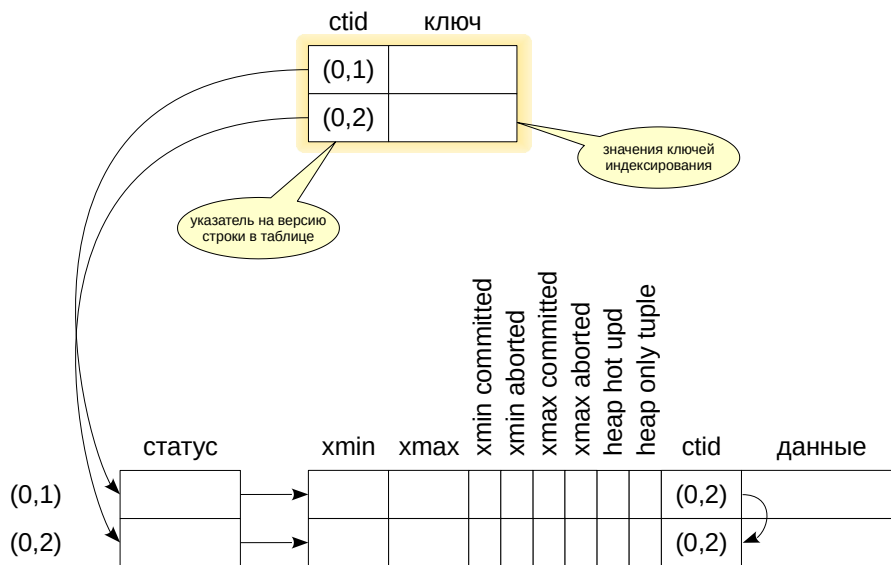 ctid ключ
(0,1)
(0,2)
значения ключей
индексирования
указатель на версию
строки в таблице
статус xmin xmax xmin committed xmin aborted xmax committed xmax aborted heap hot upd heap only tuple ctid данные
(0,1) (0,2)
(0,2) (0,2)